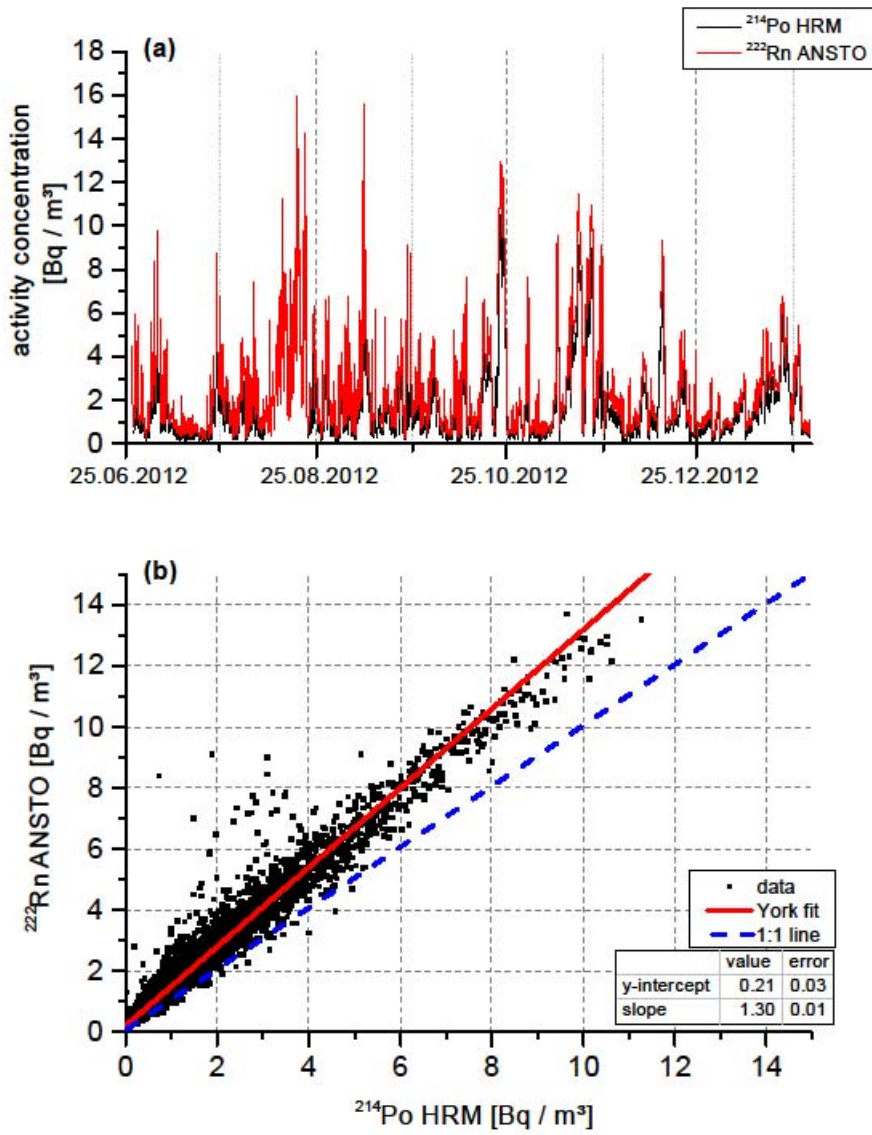 ²¹⁴Po HRM
²²²Rn ANSTO
(a)
18
16
14
12
10
8
6
4
2
0
activity concentration
[Bq / m³]
25.06.2012 25.08.2012 25.10.2012 25.12.2012
(b)
14
12
10
8
6
4
2
0
²²²Rn ANSTO [Bq / m³]
data
York fit
1:1 line
value error
y-intercept 0.21 0.03
slope 1.30 0.01
0 2 4 6 8 10 12 14
²¹⁴Po HRM [Bq / m³]